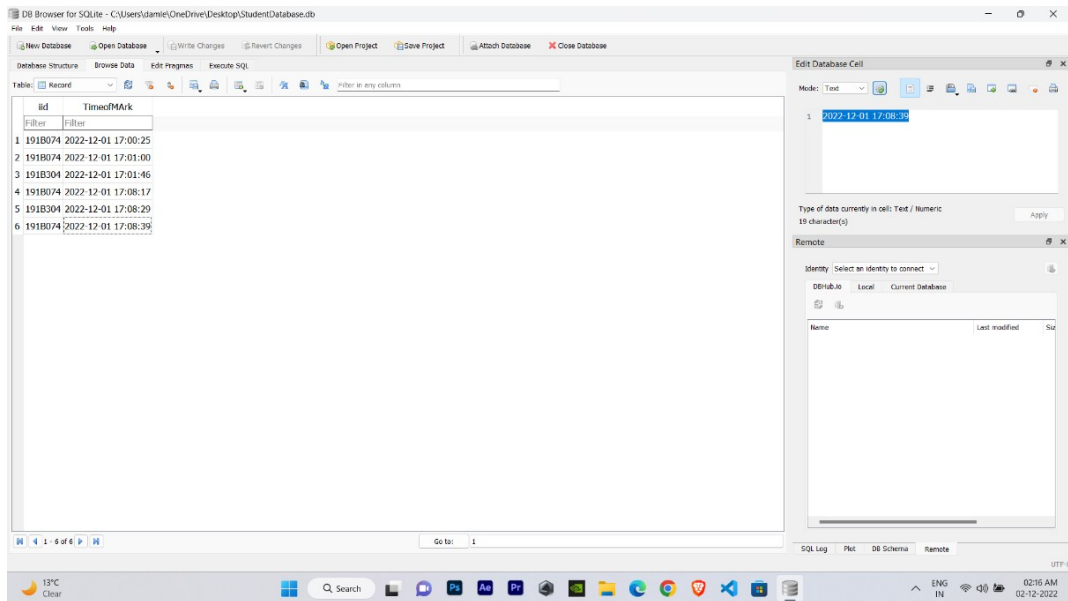 DB Browser for SQLite - C:\Users\damle\OneDrive\Desktop\StudentDatabase.db
File Edit View Tools Help
New Database Open Database Write Changes Revert Changes Open Project Save Project Attach Database Close Database
Database Structure Browse Data Edit Pragmas Execute SQL
Table: Record Filter in any column
iid TimeofMArk
Filter Filter
1 191B074 2022-12-01 17:00:25
2 191B074 2022-12-01 17:01:00
3 191B304 2022-12-01 17:01:46
4 191B074 2022-12-01 17:08:17
5 191B304 2022-12-01 17:08:29
6 191B074 2022-12-01 17:08:39
1 - 6 of 6 Go to: 1
Edit Database Cell
Mode: Text
1 2022-12-01 17:08:39
Type of data currently in cell: Text / Numeric
19 character(s)
Apply
Remote
Identity Select an identity to connect
DBHub.io Local Current Database
Name Last modified Siz
SQL Log Plot DB Schema Remote
UTF-8
13°C
Clear
Search
Ps Ae Pr
ENG
IN
02:16 AM
02-12-2022